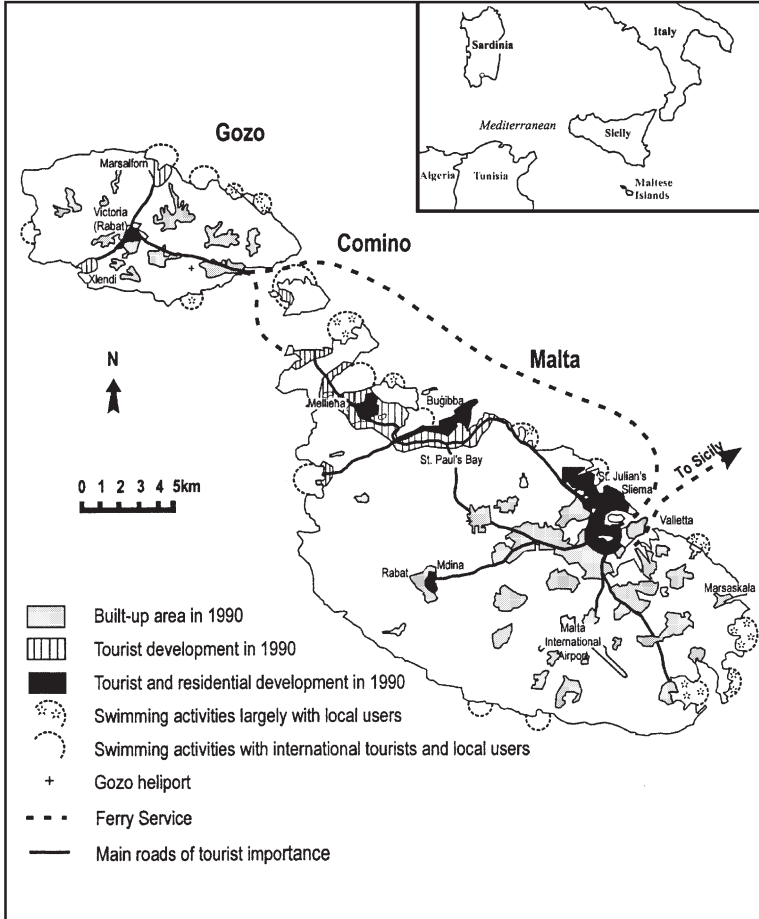 Sardinia
Italy
Mediterranean
Sicily
Algeria
Tunisia
Maltese
Islands
Gozo
Marsalforn
Victoria
(Rabat)
Xlendi
Comino
Malta
N
Mellieha
Buġibba
St. Paul's Bay
To Sicily
St. Julian's
Sliema
0 1 2 3 4 5km
Valletta
Mdina
Rabat
Marsaskala
Malta
International
Airport
Built-up area in 1990
Tourist development in 1990
Tourist and residential development in 1990
Swimming activities largely with local users
Swimming activities with international tourists and local users
Gozo heliport
Ferry Service
Main roads of tourist importance